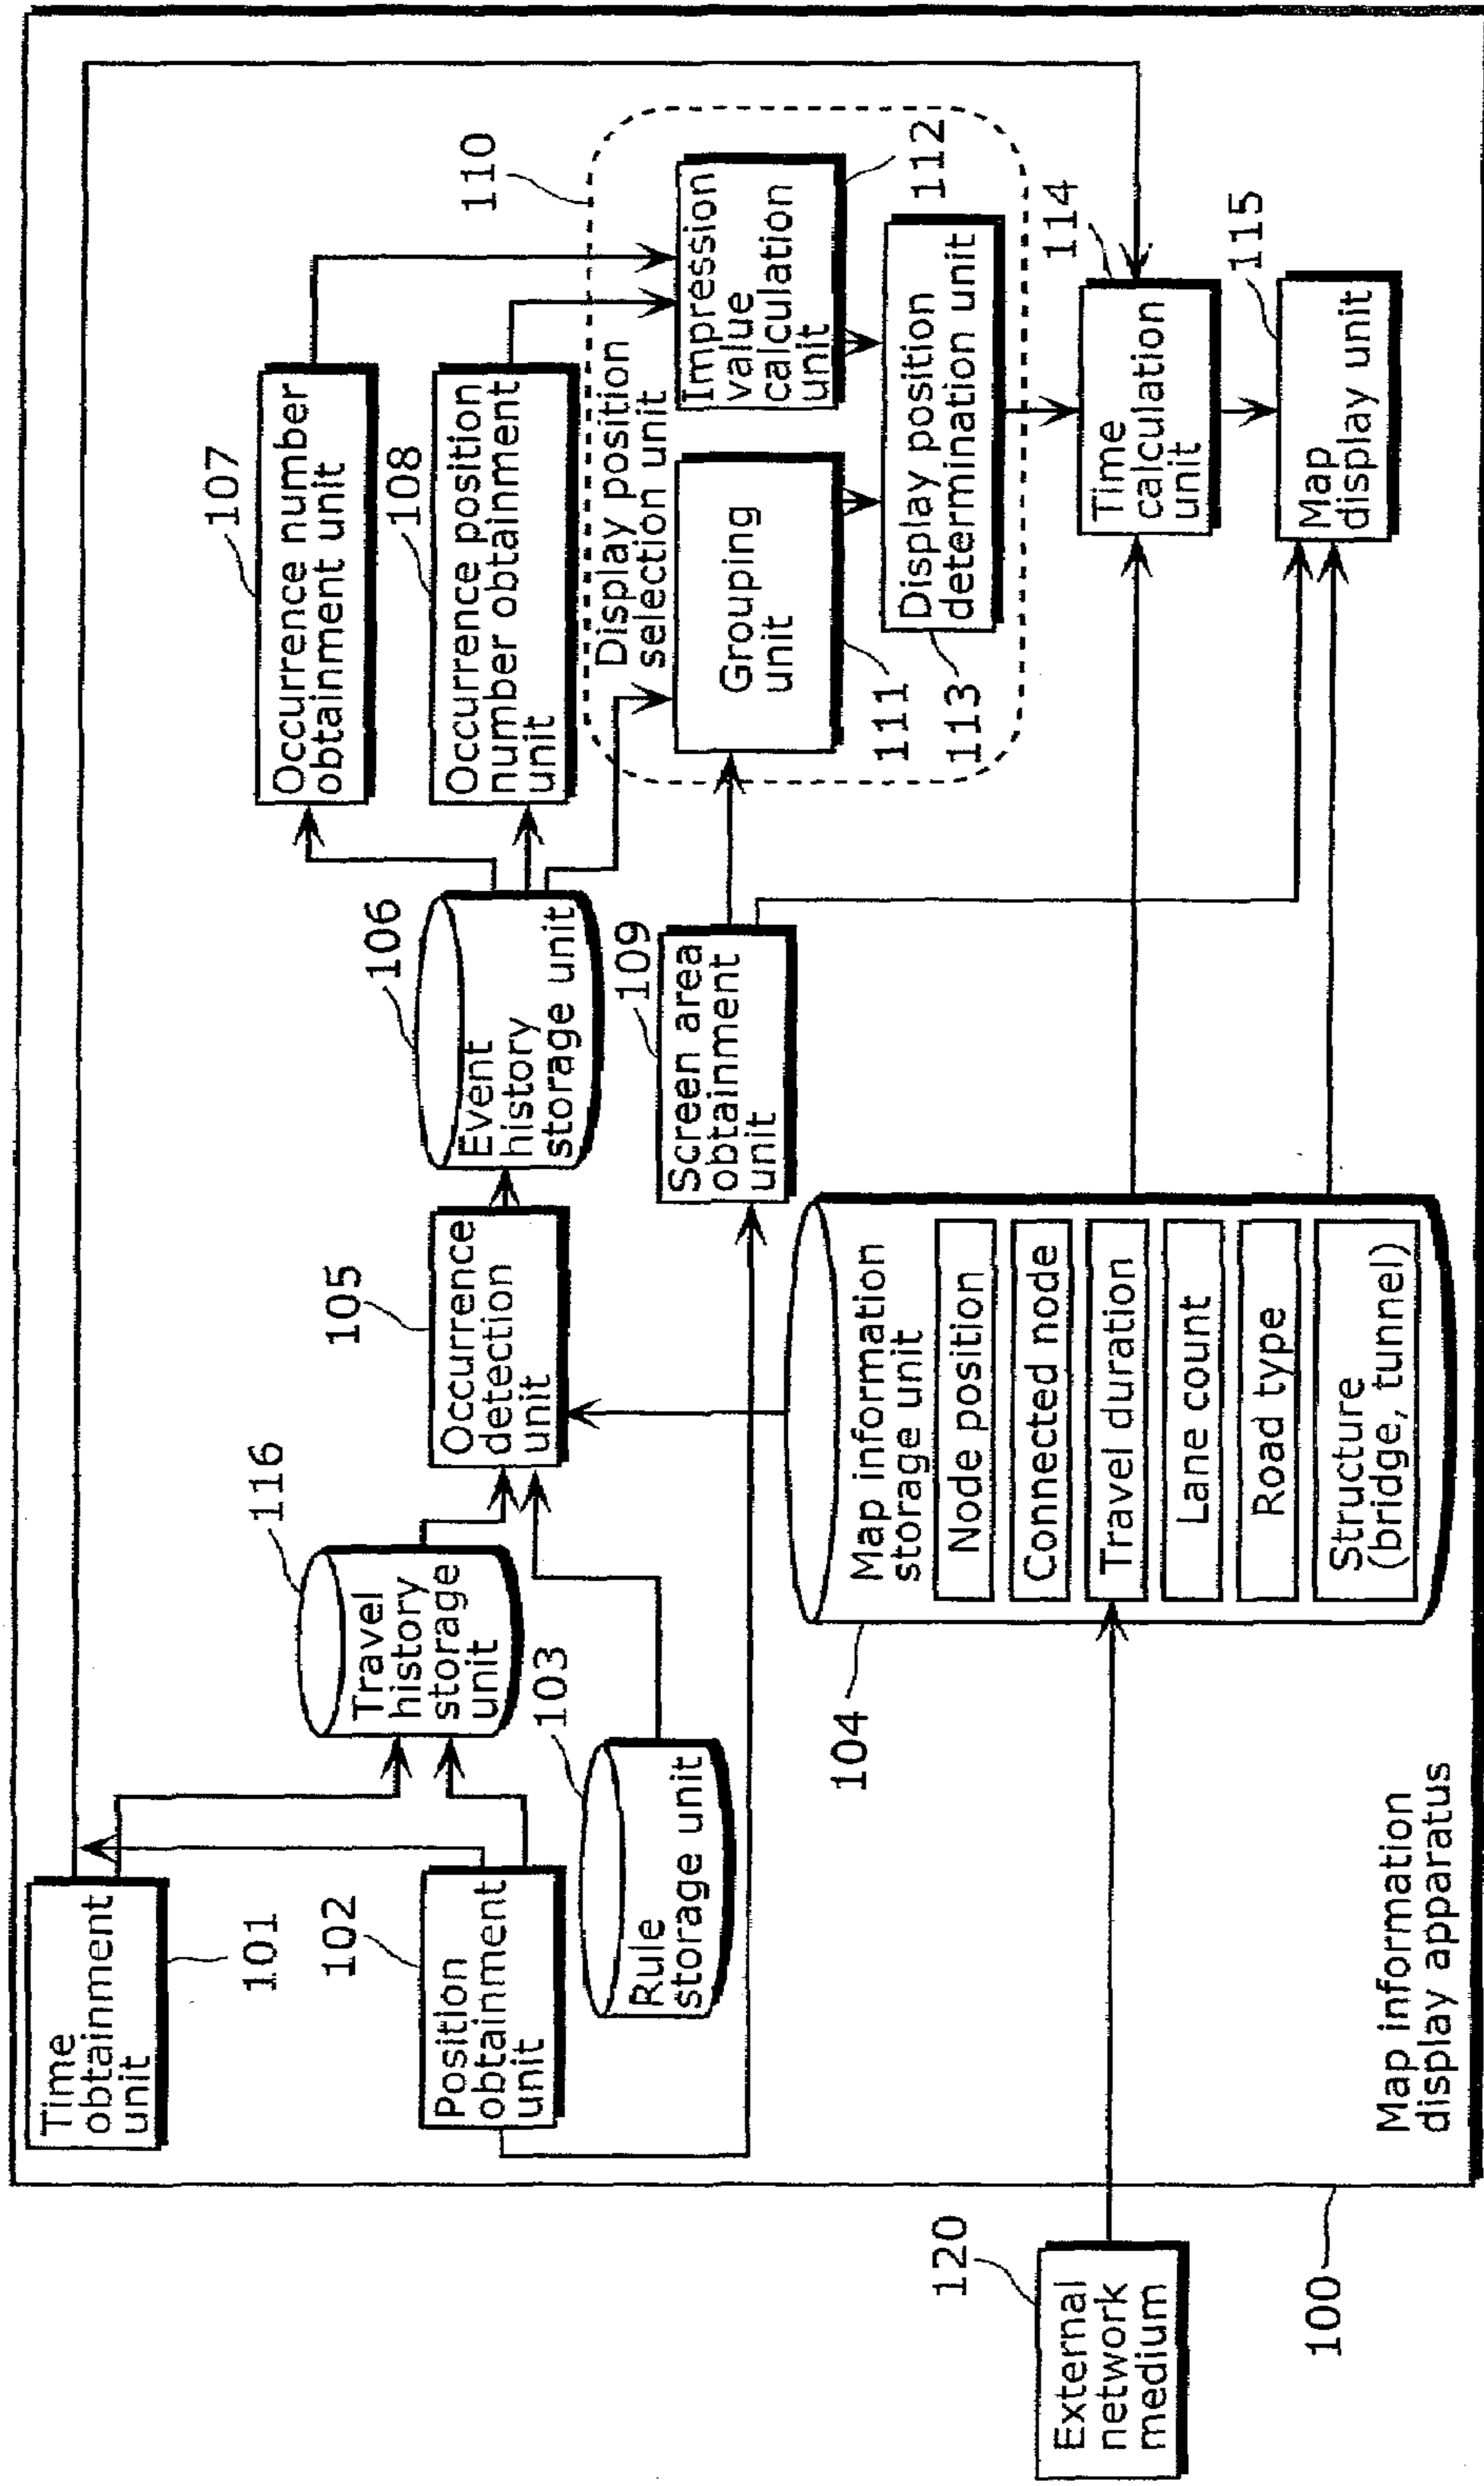 Time
obtainment
unit
101
102
Position
obtainment
unit
Rule
storage unit
103
116
Travel
history
storage
unit
105
Occurrence
detection
unit
106
Event
history
storage unit
107
Occurrence number
obtainment unit
108
Occurrence position
number obtainment
unit
109
Screen area
obtainment
unit
110
Display position
selection unit
Grouping
unit
111
Impression
value
calculation
unit
112
Display position
determination unit
113
114
Time
calculation
unit
115
Map
display unit
104
Map information
storage unit
Node position
Connected node
Travel duration
Lane count
Road type
Structure
(bridge, tunnel)
Map information
display apparatus
100
120
External
network
medium